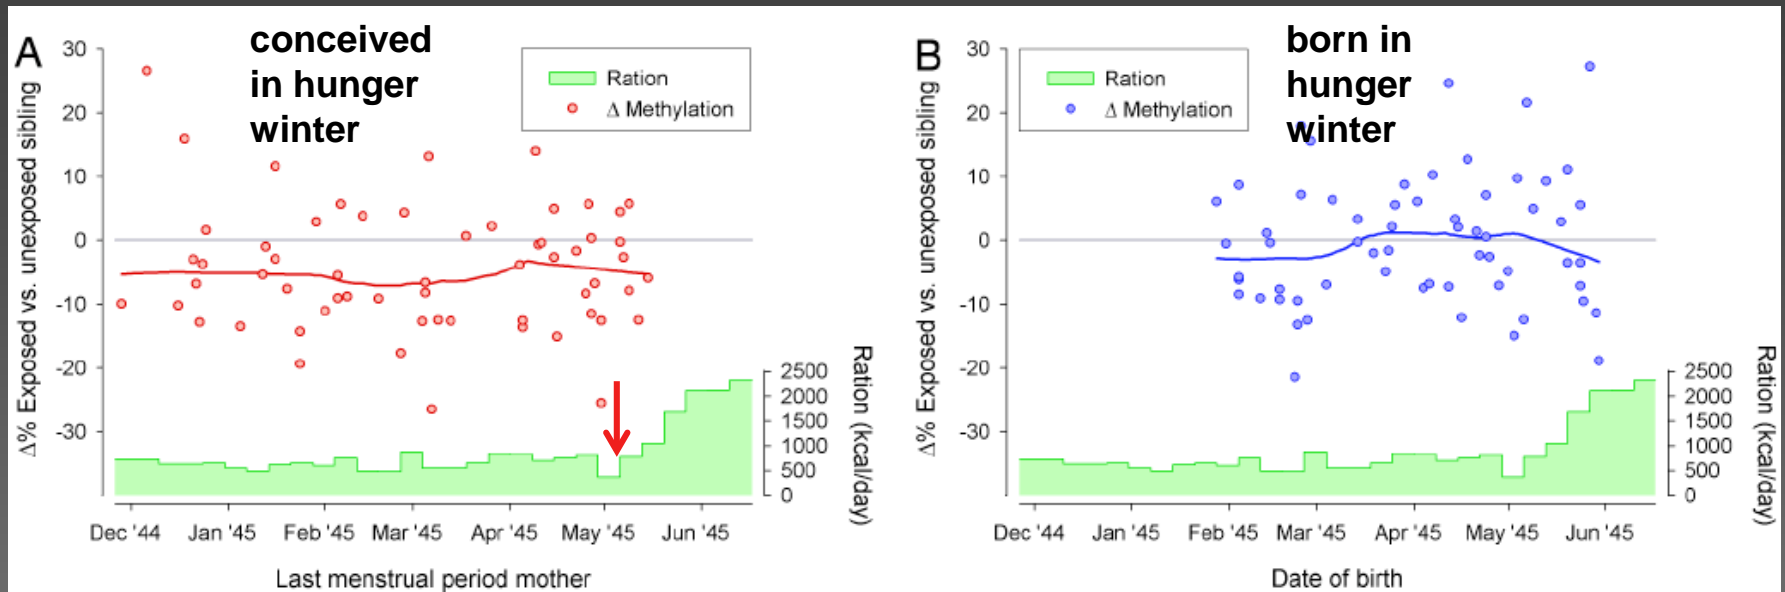 A
conceived
in hunger
winter
Ration
Δ Methylation
Δ% Exposed vs. unexposed sibling
30
20
10
0
-10
-20
-30
2500
2000
1500
1000
500
0
Ration (kcal/day)
Dec '44 Jan '45 Feb '45 Mar '45 Apr '45 May '45 Jun '45
Last menstrual period mother
B
born in
hunger
winter
Ration
Δ Methylation
Δ% Exposed vs. unexposed sibling
30
20
10
0
-10
-20
-30
2500
2000
1500
1000
500
0
Ration (kcal/day)
Dec '44 Jan '45 Feb '45 Mar '45 Apr '45 May '45 Jun '45
Date of birth